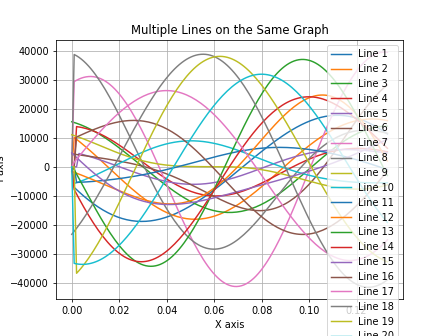 Multiple Lines on the Same Graph
40000
30000
20000
10000
0
−10000
−20000
−30000
−40000
0.00 0.02 0.04 0.06 0.08 0.10
X axis
Line 1
Line 2
Line 3
Line 4
Line 5
Line 6
Line 7
Line 8
Line 9
Line 10
Line 11
Line 12
Line 13
Line 14
Line 15
Line 16
Line 17
Line 18
Line 19
Line 20